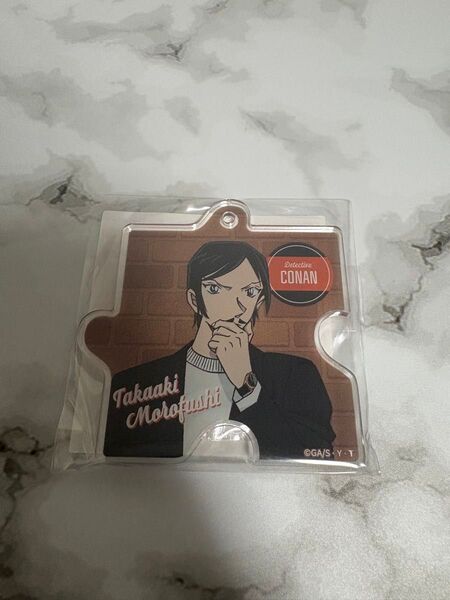 Detective
CONAN
Takaaki
Morofushi
©GA/S・Y・T